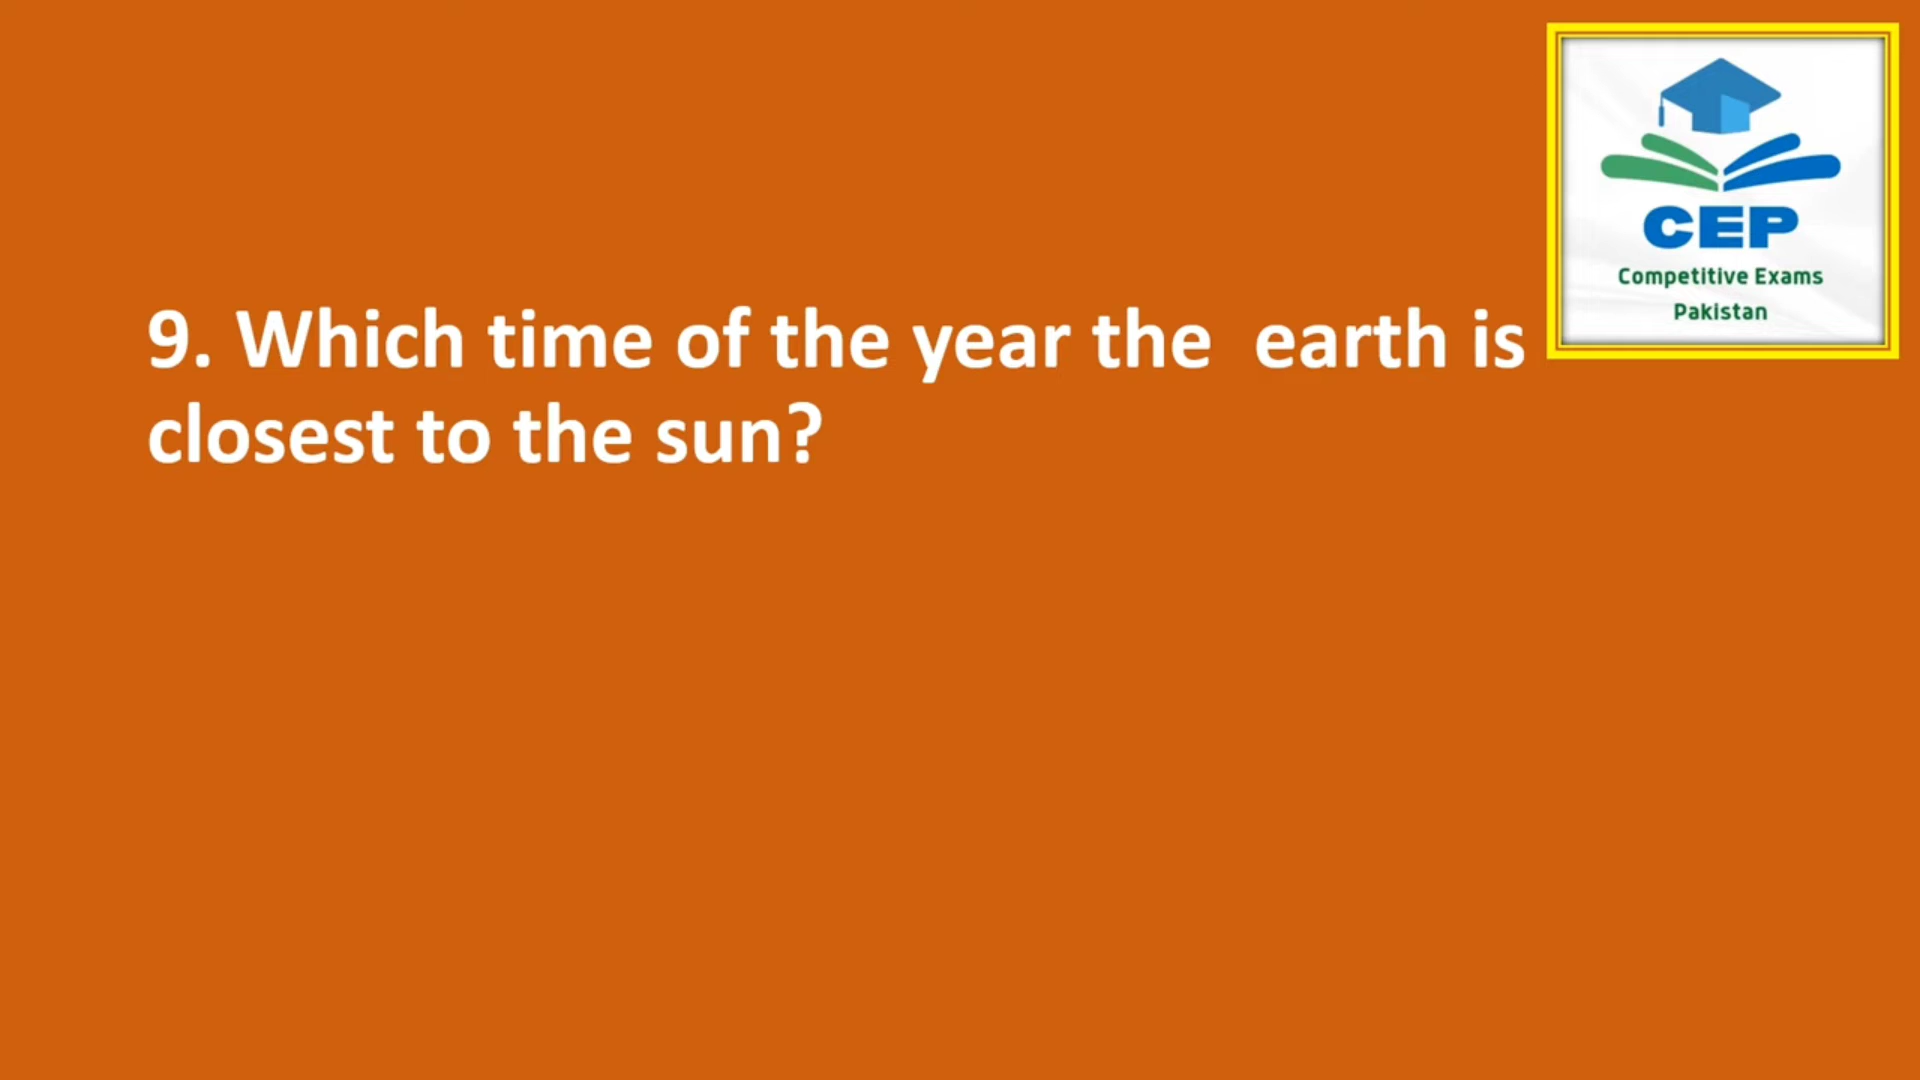 CEP
Competitive Exams
Pakistan
9. Which time of the year the  earth is
closest to the sun?